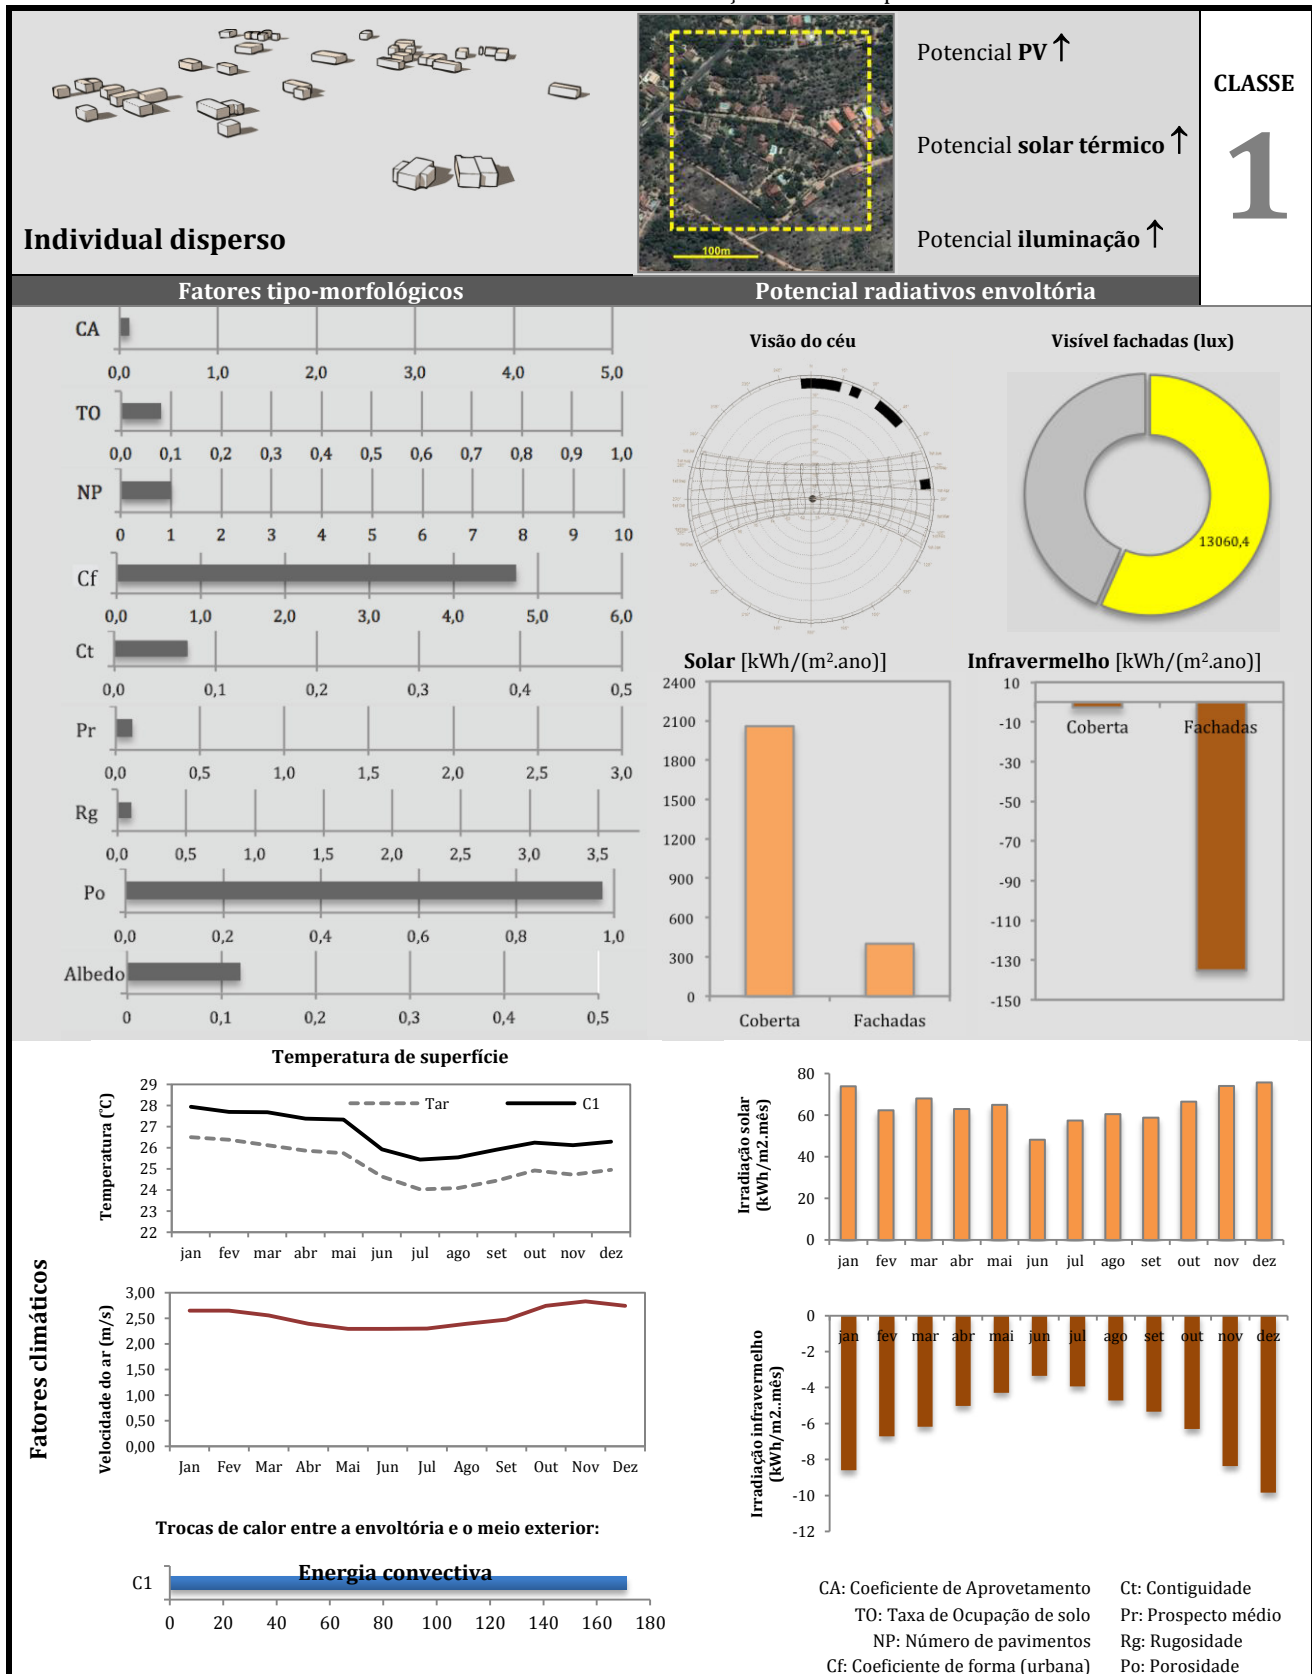 Potencial PV ↑
CLASSE
1
Potencial solar térmico ↑
Potencial iluminação ↑
Individual disperso
100m
Fatores tipo-morfológicos
Potencial radiativos envoltória
CA
0,0 1,0 2,0 3,0 4,0 5,0
TO
0,0 0,1 0,2 0,3 0,4 0,5 0,6 0,7 0,8 0,9 1,0
NP
0 1 2 3 4 5 6 7 8 9 10
Cf
0,0 1,0 2,0 3,0 4,0 5,0 6,0
Ct
0,0 0,1 0,2 0,3 0,4 0,5
Pr
0,0 0,5 1,0 1,5 2,0 2,5 3,0
Rg
0,0 0,5 1,0 1,5 2,0 2,5 3,0 3,5
Po
0,0 0,2 0,4 0,6 0,8 1,0
Albedo
0 0,1 0,2 0,3 0,4 0,5
Visão do céu
Visível fachadas (lux)
13060,4
Solar [kWh/(m².ano)]
2400
2100
1800
1500
1200
900
600
300
0
Coberta Fachadas
Infravermelho [kWh/(m².ano)]
10
-10
-30
-50
-70
-90
-110
-130
-150
Coberta Fachadas
Fatores climáticos
Temperatura de superfície
Temperatura (°C)
29
28
27
26
25
24
23
22
Tar C1
jan fev mar abr mai jun jul ago set out nov dez
Irradiação solar
(kWh/m2.mês)
80
60
40
20
0
jan fev mar abr mai jun jul ago set out nov dez
Velocidade do ar (m/s)
3,00
2,50
2,00
1,50
1,00
0,50
0,00
Jan Fev Mar Abr Mai Jun Jul Ago Set Out Nov Dez
Irradiação infravermelho
(kWh/m2..mês)
0
-2
-4
-6
-8
-10
-12
jan fev mar abr mai jun jul ago set out nov dez
Trocas de calor entre a envoltória e o meio exterior:
Energia convectiva
C1
0 20 40 60 80 100 120 140 160 180
CA: Coeficiente de Aprovetamento Ct: Contiguidade
TO: Taxa de Ocupação de solo Pr: Prospecto médio
NP: Número de pavimentos Rg: Rugosidade
Cf: Coeficiente de forma (urbana) Po: Porosidade